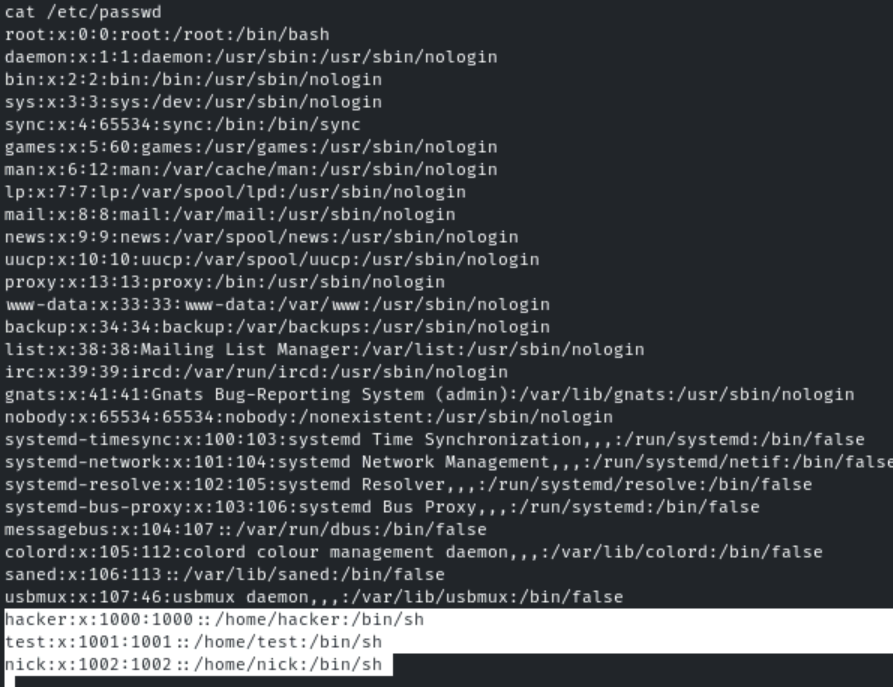 cat /etc/passwd
root:x:0:0:root:/root:/bin/bash
daemon:x:1:1:daemon:/usr/sbin:/usr/sbin/nologin
bin:x:2:2:bin:/bin:/usr/sbin/nologin
sys:x:3:3:sys:/dev:/usr/sbin/nologin
sync:x:4:65534:sync:/bin:/bin/sync
games:x:5:60:games:/usr/games:/usr/sbin/nologin
man:x:6:12:man:/var/cache/man:/usr/sbin/nologin
lp:x:7:7:lp:/var/spool/lpd:/usr/sbin/nologin
mail:x:8:8:mail:/var/mail:/usr/sbin/nologin
news:x:9:9:news:/var/spool/news:/usr/sbin/nologin
uucp:x:10:10:uucp:/var/spool/uucp:/usr/sbin/nologin
proxy:x:13:13:proxy:/bin:/usr/sbin/nologin
www-data:x:33:33:www-data:/var/www:/usr/sbin/nologin
backup:x:34:34:backup:/var/backups:/usr/sbin/nologin
list:x:38:38:Mailing List Manager:/var/list:/usr/sbin/nologin
irc:x:39:39:ircd:/var/run/ircd:/usr/sbin/nologin
gnats:x:41:41:Gnats Bug-Reporting System (admin):/var/lib/gnats:/usr/sbin/nologin
nobody:x:65534:65534:nobody:/nonexistent:/usr/sbin/nologin
systemd-timesync:x:100:103:systemd Time Synchronization,,,:/run/systemd:/bin/false
systemd-network:x:101:104:systemd Network Management,,,:/run/systemd/netif:/bin/false
systemd-resolve:x:102:105:systemd Resolver,,,:/run/systemd/resolve:/bin/false
systemd-bus-proxy:x:103:106:systemd Bus Proxy,,,:/run/systemd:/bin/false
messagebus:x:104:107::/var/run/dbus:/bin/false
colord:x:105:112:colord colour management daemon,,,:/var/lib/colord:/bin/false
saned:x:106:113::/var/lib/saned:/bin/false
usbmux:x:107:46:usbmux daemon,,,:/var/lib/usbmux:/bin/false
hacker:x:1000:1000::/home/hacker:/bin/sh
test:x:1001:1001::/home/test:/bin/sh
nick:x:1002:1002::/home/nick:/bin/sh